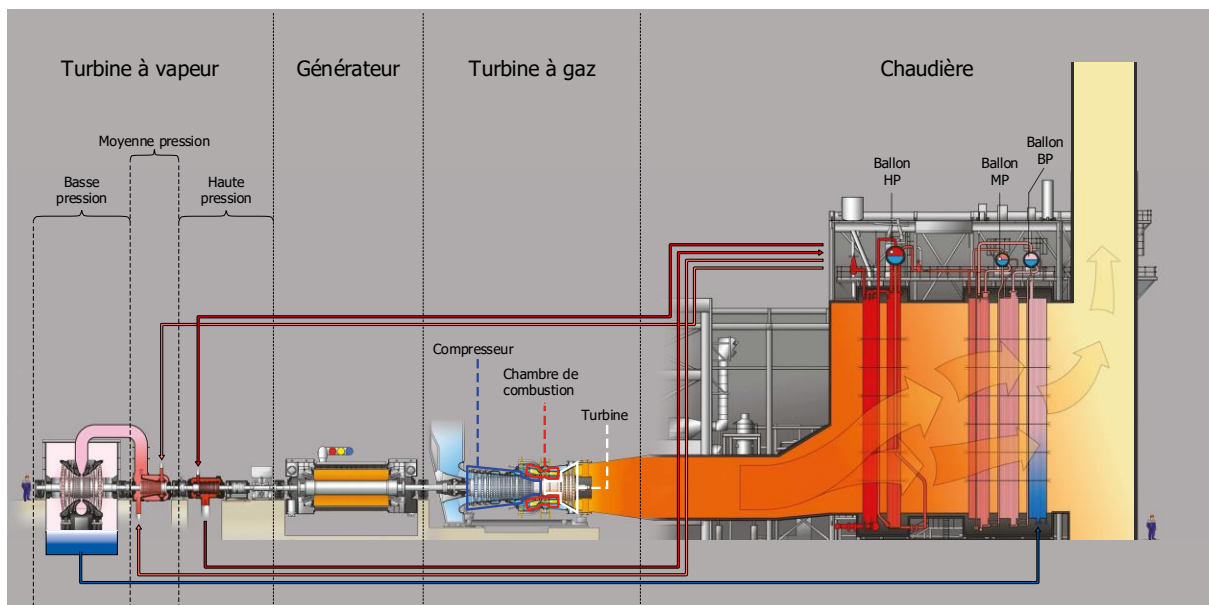 Turbine à vapeur
Générateur
Turbine à gaz
Chaudière
Moyenne pression
Basse
pression
Haute
pression
Ballon
HP
Ballon
MP
Ballon
BP
Compresseur
Chambre de
combustion
Turbine